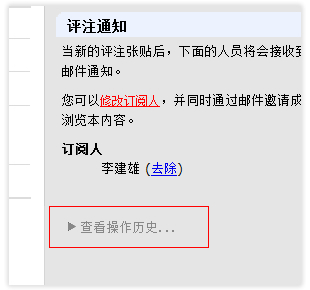 评注通知
当新的评注张贴后，下面的人员将会接收到
邮件通知。
您可以修改订阅人，并同时通过邮件邀请成
浏览本内容。
订阅人
李建雄 (去除)
▶ 查看操作历史...